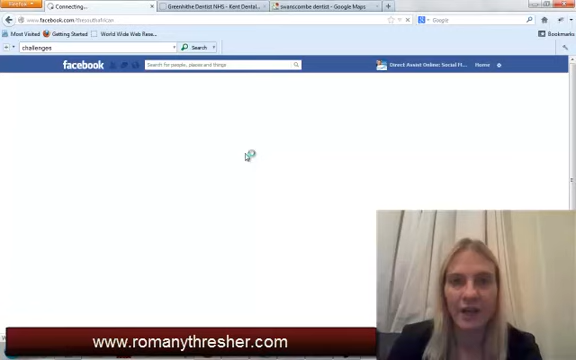 Firefox
Connecting...
Greenhithe Dentist NHS - Kent Dental...
swanscombe dentist - Google Maps
www.facebook.com/thesouthafrican
Google
Most Visited
Getting Started
World Wide Web Resea...
Bookmarks
challenges
Search
facebook
Search for people, places and things
Direct Assist Online: Social M...
Home
www.romanythresher.com